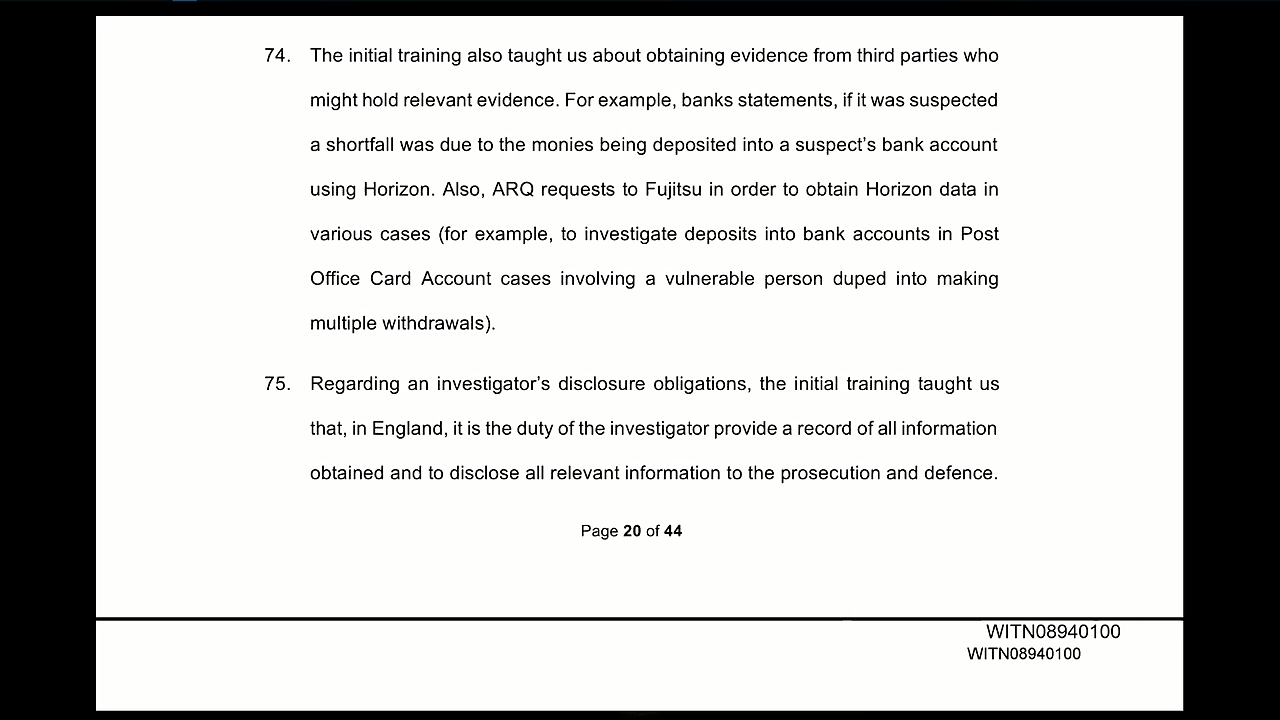 74. The initial training also taught us about obtaining evidence from third parties who
might hold relevant evidence. For example, banks statements, if it was suspected
a shortfall was due to the monies being deposited into a suspect’s bank account
using Horizon. Also, ARQ requests to Fujitsu in order to obtain Horizon data in
various cases (for example, to investigate deposits into bank accounts in Post
Office Card Account cases involving a vulnerable person duped into making
multiple withdrawals).
75. Regarding an investigator’s disclosure obligations, the initial training taught us
that, in England, it is the duty of the investigator provide a record of all information
obtained and to disclose all relevant information to the prosecution and defence.
Page 20 of 44
WITN08940100
WITN08940100